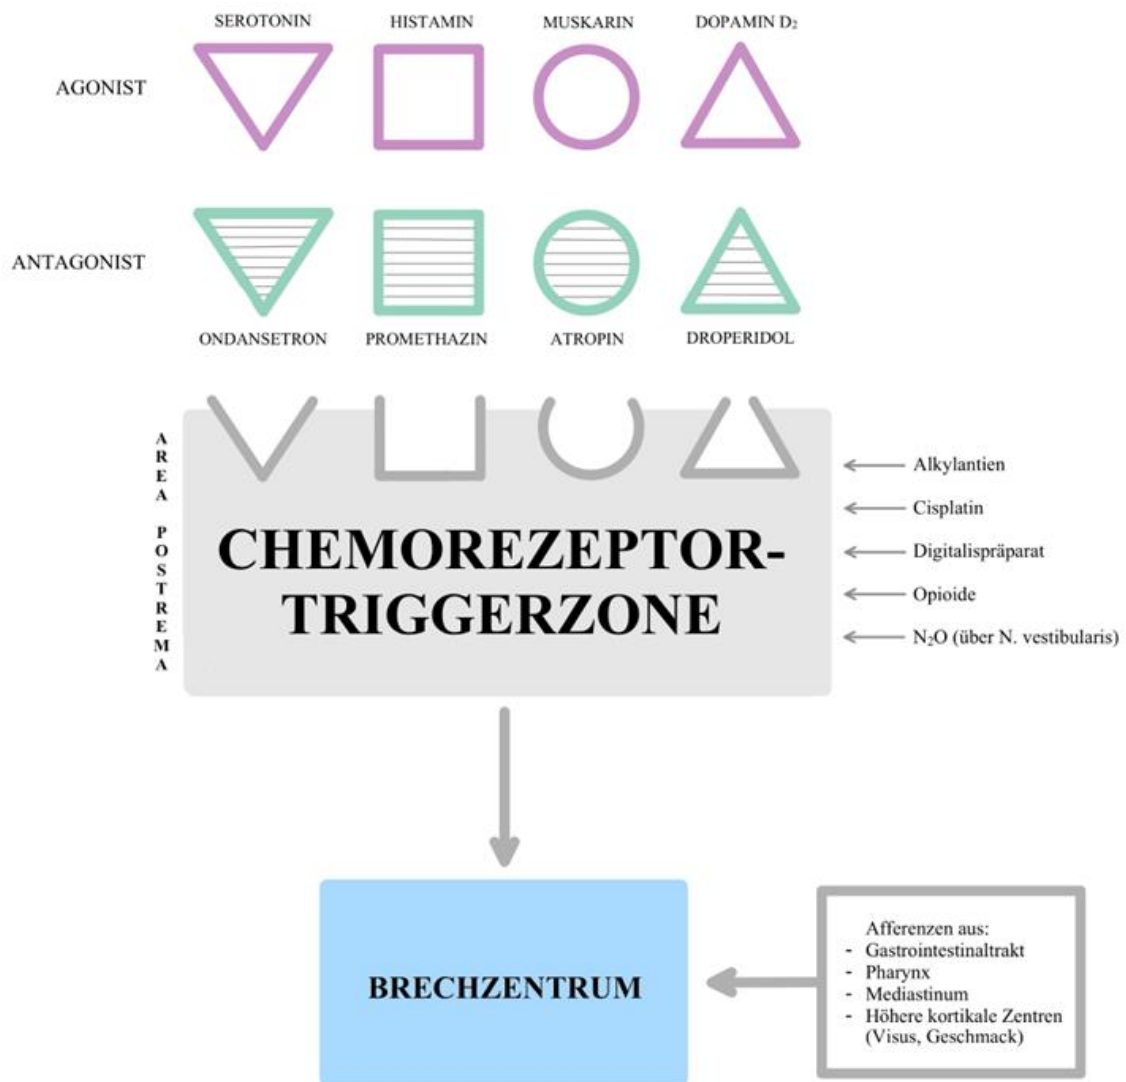 SEROTONIN HISTAMIN MUSKARIN DOPAMIN D₂
AGONIST
ANTAGONIST
ONDANSETRON PROMETHAZIN ATROPIN DROPERIDOL
AREA POSTREMA
CHEMOREZEPTOR-
TRIGGERZONE
Alkylantien
Cisplatin
Digitalispräparat
Opioide
N₂O (über N. vestibularis)
BRECHZENTRUM
Afferenzen aus:
- Gastrointestinaltrakt
- Pharynx
- Mediastinum
- Höhere kortikale Zentren
(Visus, Geschmack)